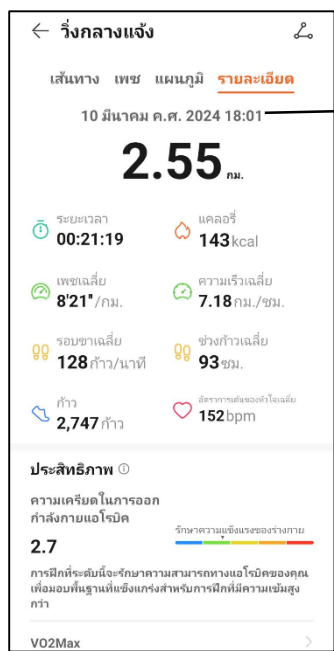 วิ่งกลางแจ้ง
เส้นทาง เพซ แผนภูมิ รายละเอียด
10 มีนาคม ค.ศ. 2024 18:01
2.55 กม.
ระยะเวลา
00:21:19
แคลอรี่
143 kcal
เพซเฉลี่ย
8'21" /กม.
ความเร็วเฉลี่ย
7.18 กม./ชม.
รอบขาเฉลี่ย
128 ก้าว/นาที
ช่วงก้าวเฉลี่ย
93 ซม.
ก้าว
2,747 ก้าว
อัตราการเต้นของหัวใจเฉลี่ย
152 bpm
ประสิทธิภาพ
ความเครียดในการออก
กำลังกายแอโรบิค
2.7
รักษาความแข็งแรงของร่างกาย
การฝึกที่ระดับนี้จะรักษาความสามารถทางแอโรบิคของคุณ
เพื่อมอบพื้นฐานที่แข็งแกร่งสำหรับการฝึกที่มีความเข้มสูง
กว่า
VO2Max